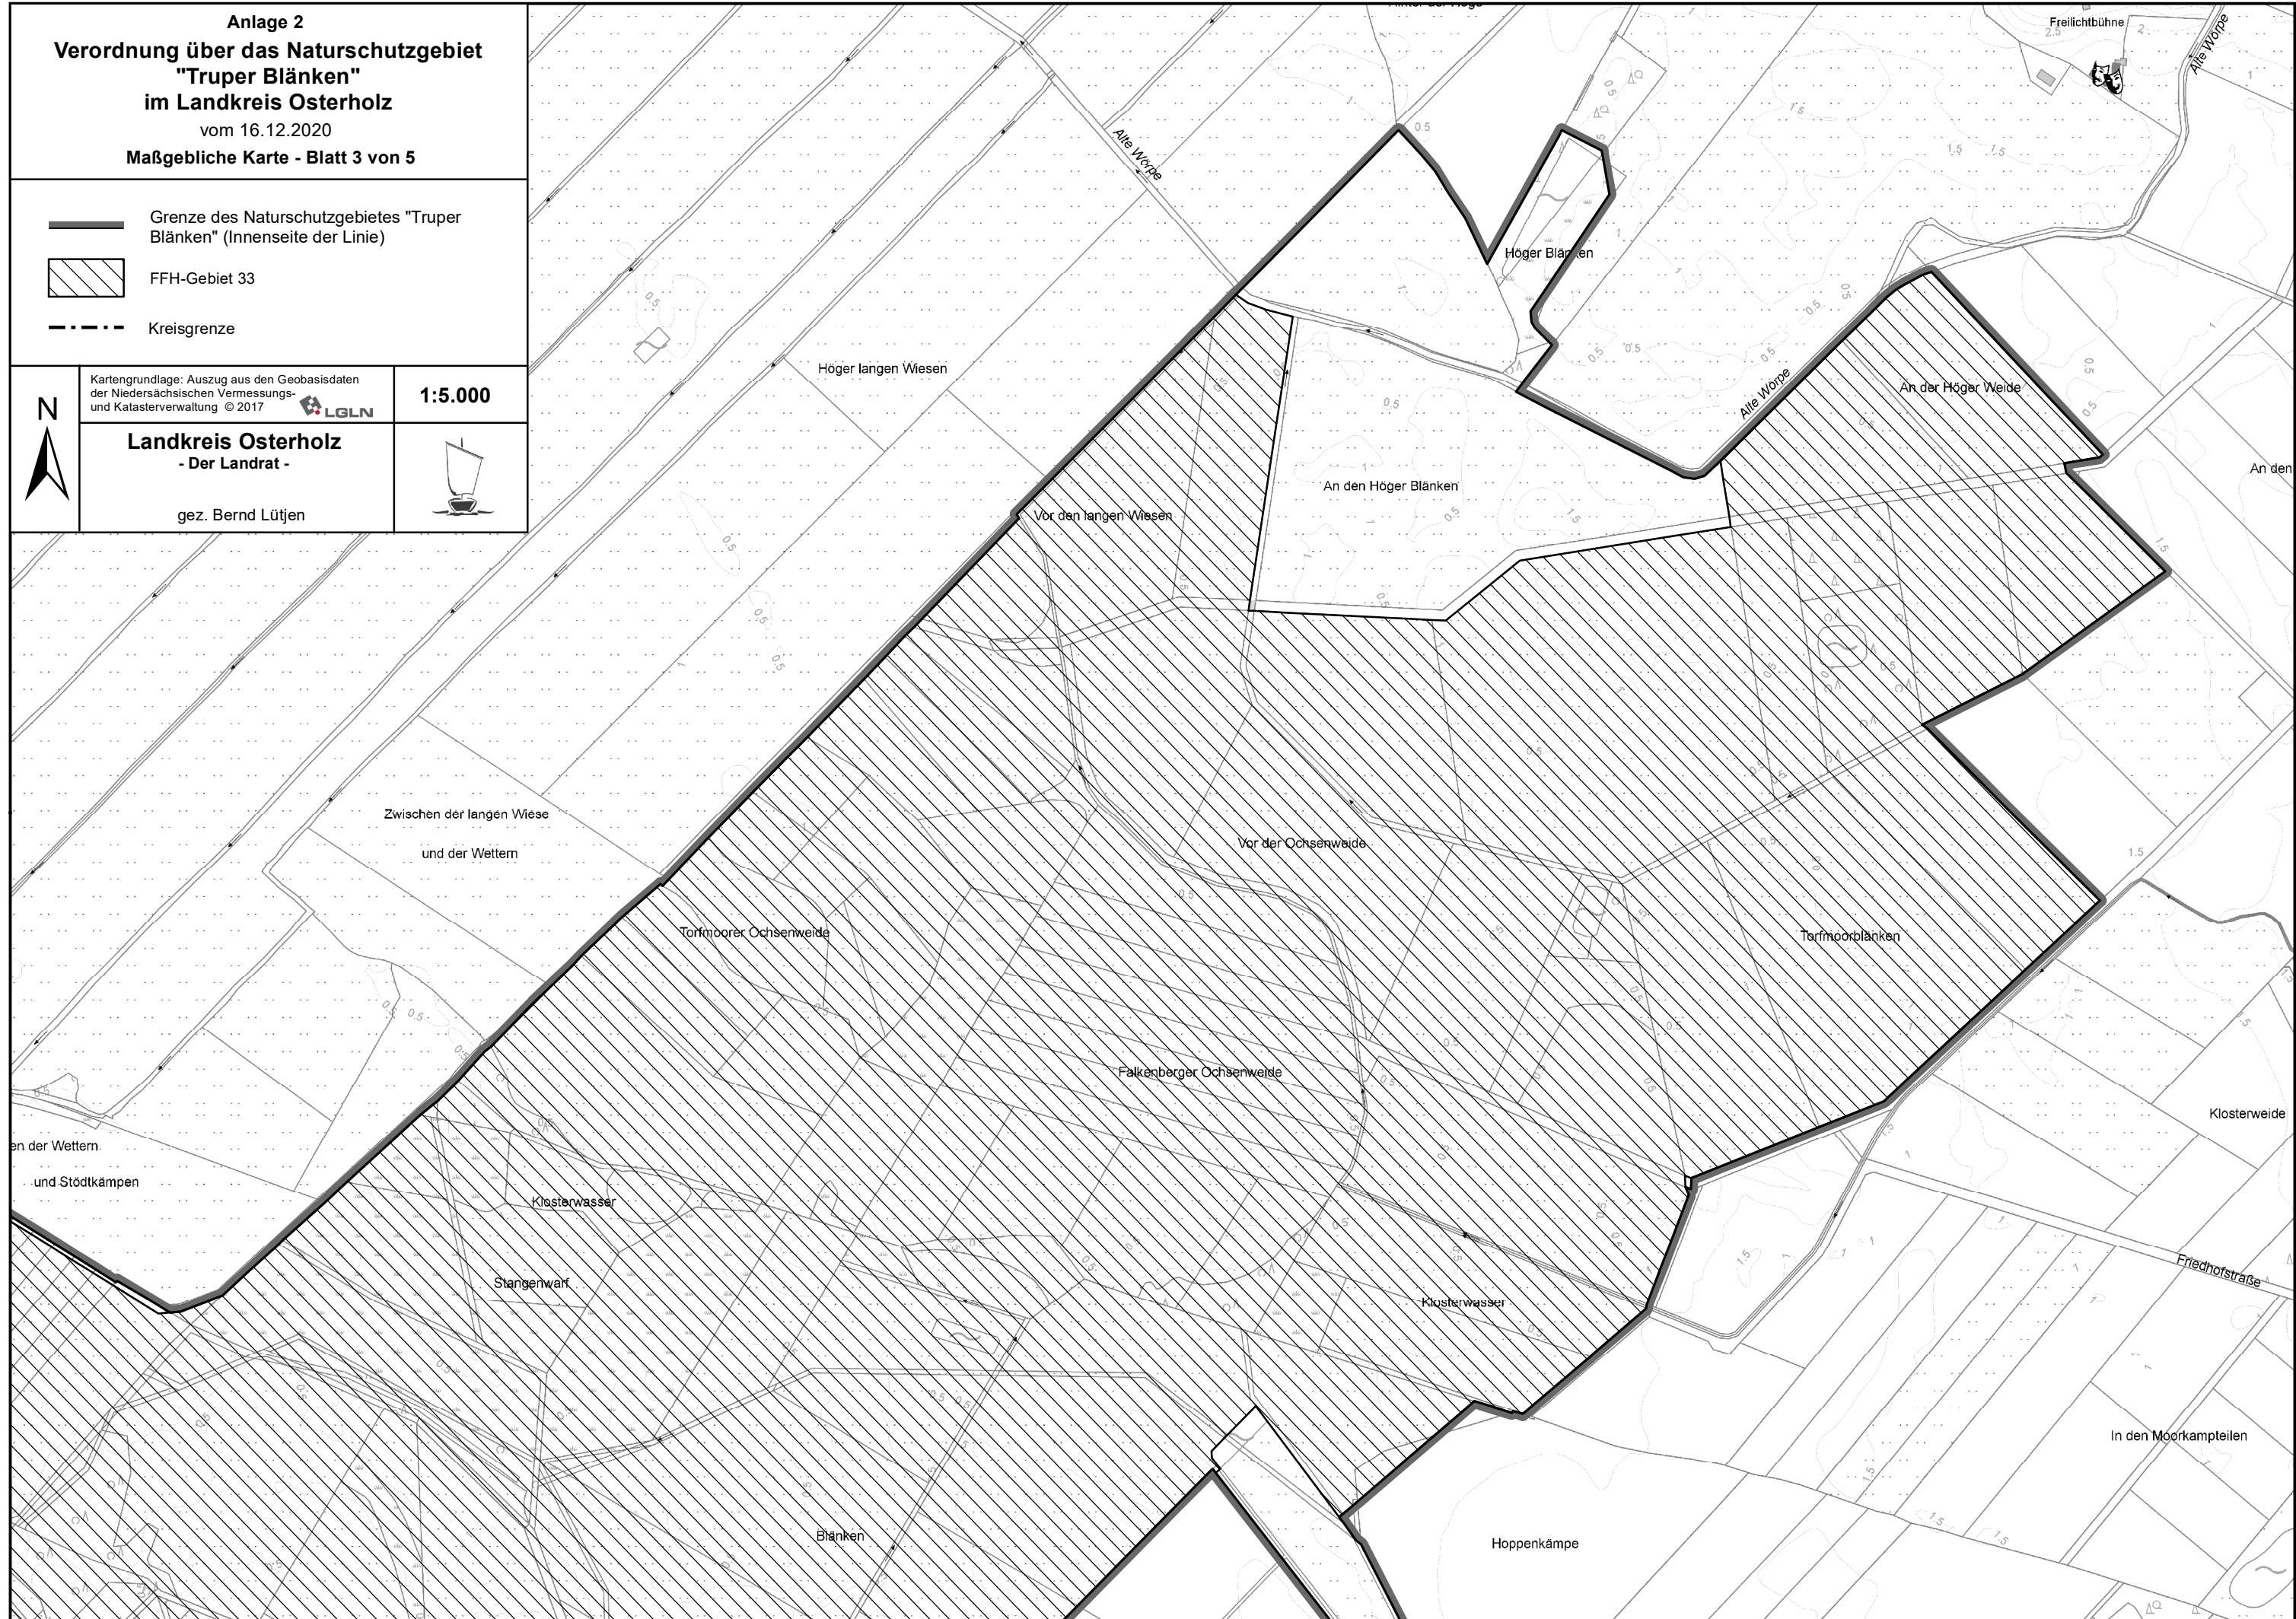 Anlage 2
Verordnung über das Naturschutzgebiet
"Truper Blänken"
im Landkreis Osterholz
vom 16.12.2020
Maßgebliche Karte - Blatt 3 von 5
Grenze des Naturschutzgebietes "Truper
Blänken" (Innenseite der Linie)
FFH-Gebiet 33
Kreisgrenze
N
Kartengrundlage: Auszug aus den Geobasisdaten
der Niedersächsischen Vermessungs-
und Katasterverwaltung © 2017
LGLN
1:5.000
Landkreis Osterholz
- Der Landrat -
gez. Bernd Lütjen
Freilichtbühne
Alte Wörpe
Alte Wörpe
Höger Blänken
Höger langen Wiesen
Alte Wörpe
An der Höger Weide
An den
An den Höger Blänken
Vor den langen Wiesen
Zwischen der langen Wiese
und der Wettern
Vor der Ochsenweide
Torfmoorer Ochsenweide
Torfmoorblänken
Falkenberger Ochsenweide
Klosterweide
en der Wettern
und Stödtkämpen
Klosterwasser
Friedhofstraße
Stangenwarf
Klosterwasser
In den Moorkampteilen
Blänken
Hoppenkämpe